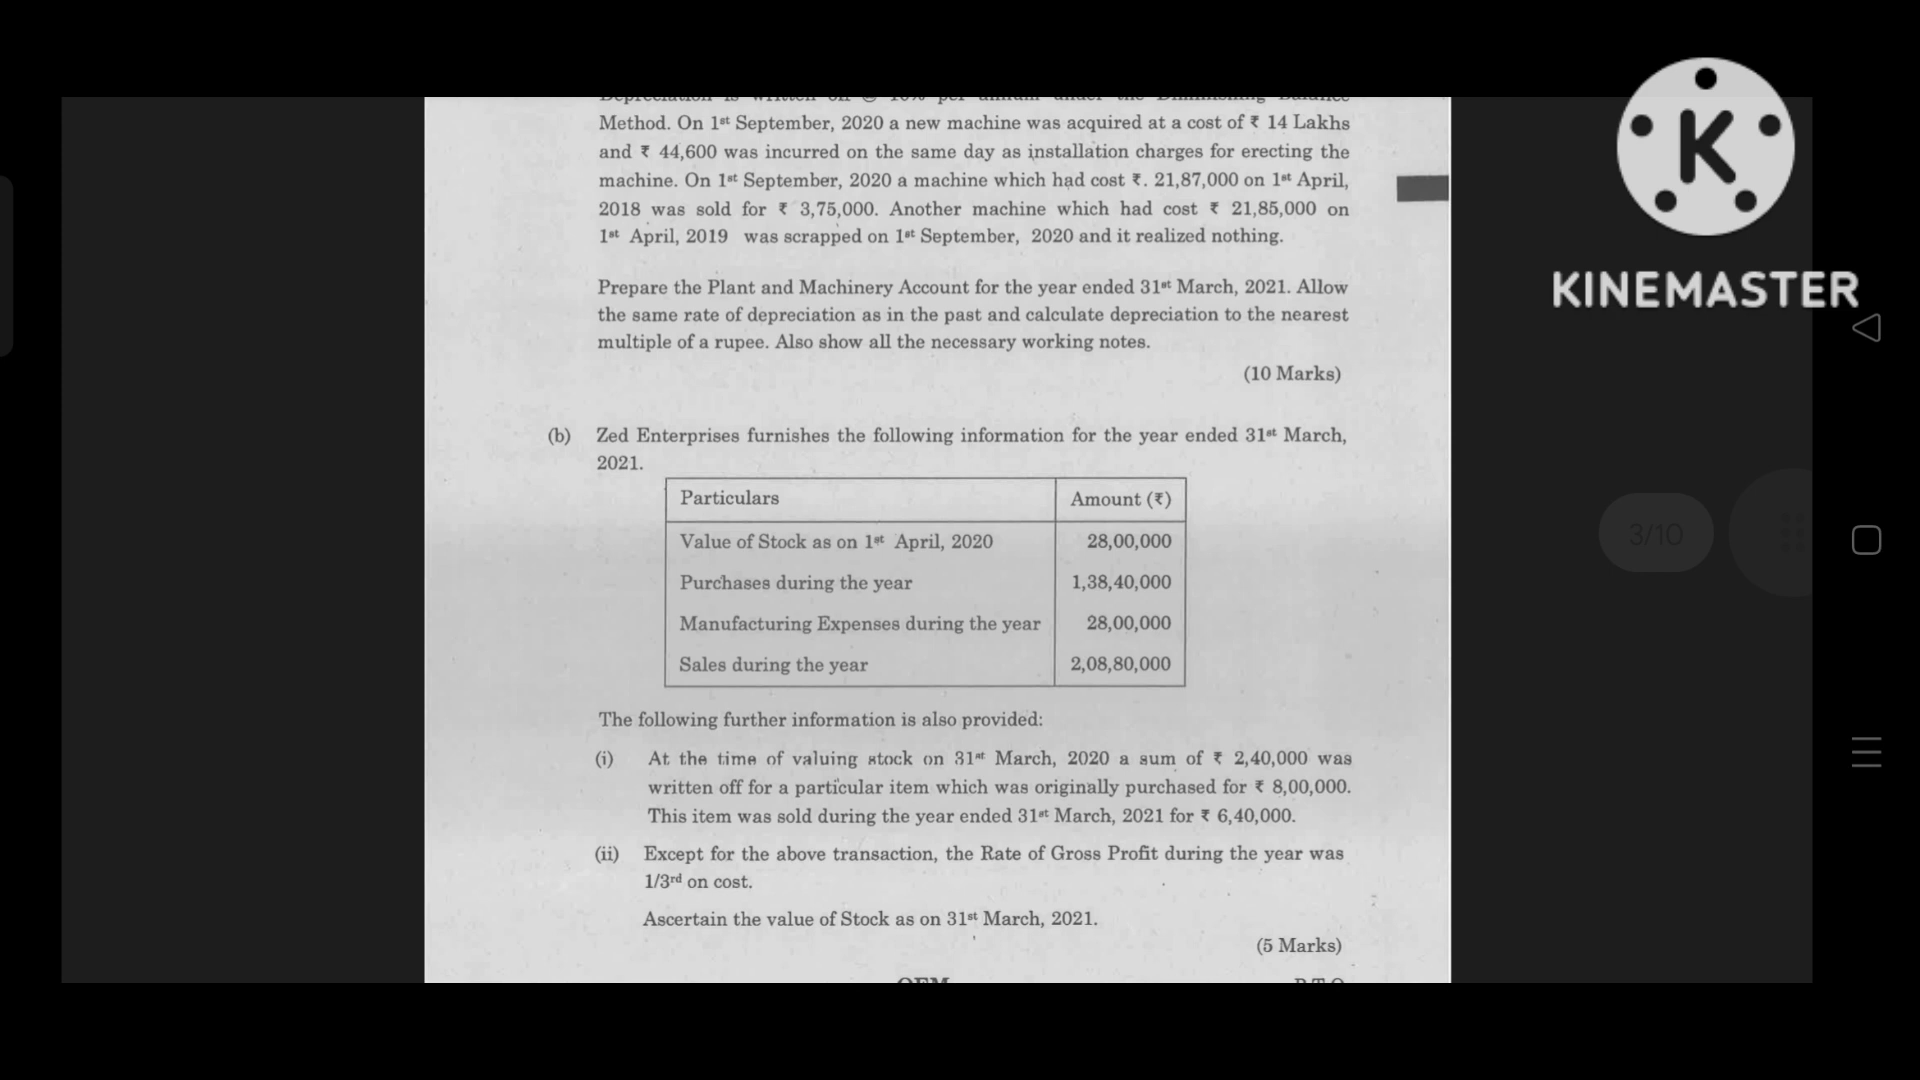 Depreciation is written off @ 10% per annum under the Diminishing Balance
Method. On 1st September, 2020 a new machine was acquired at a cost of ₹ 14 Lakhs
and ₹ 44,600 was incurred on the same day as installation charges for erecting the
machine. On 1st September, 2020 a machine which had cost ₹. 21,87,000 on 1st April,
2018 was sold for ₹ 3,75,000. Another machine which had cost ₹ 21,85,000 on
1st April, 2019 was scrapped on 1st September, 2020 and it realized nothing.
Prepare the Plant and Machinery Account for the year ended 31st March, 2021. Allow
the same rate of depreciation as in the past and calculate depreciation to the nearest
multiple of a rupee. Also show all the necessary working notes.
(10 Marks)
(b) Zed Enterprises furnishes the following information for the year ended 31st March,
2021.
Particulars Amount (₹)
Value of Stock as on 1st April, 2020 28,00,000
Purchases during the year 1,38,40,000
Manufacturing Expenses during the year 28,00,000
Sales during the year 2,08,80,000
The following further information is also provided:
(i) At the time of valuing stock on 31st March, 2020 a sum of ₹ 2,40,000 was
written off for a particular item which was originally purchased for ₹ 8,00,000.
This item was sold during the year ended 31st March, 2021 for ₹ 6,40,000.
(ii) Except for the above transaction, the Rate of Gross Profit during the year was
1/3rd on cost.
Ascertain the value of Stock as on 31st March, 2021.
(5 Marks)
P.T.O.
K
KINEMASTER
3/10